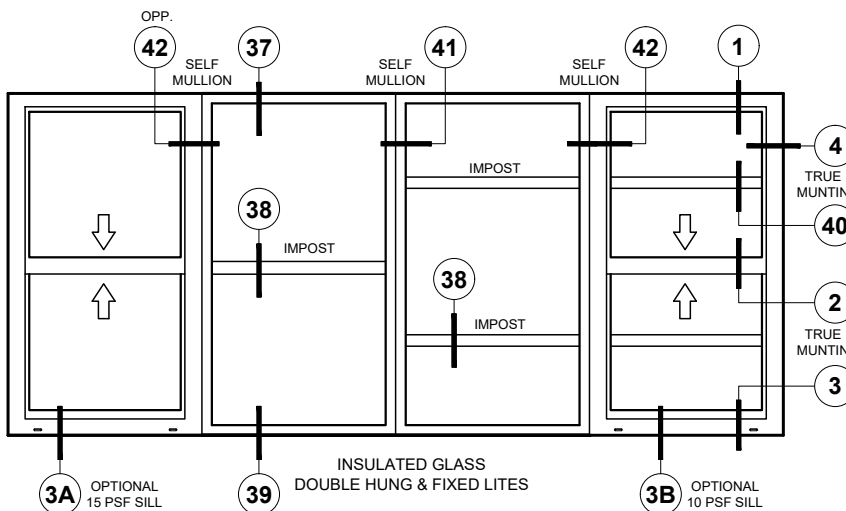 OPP.
42
SELF
MULLION
37
SELF
MULLION
41
SELF
MULLION
42
1
4
TRUE
MUNTIN
IMPOST
40
38
IMPOST
38
IMPOST
2
TRUE
MUNTIN
3
3A
OPTIONAL
15 PSF SILL
39
INSULATED GLASS
DOUBLE HUNG & FIXED LITES
3B
OPTIONAL
10 PSF SILL